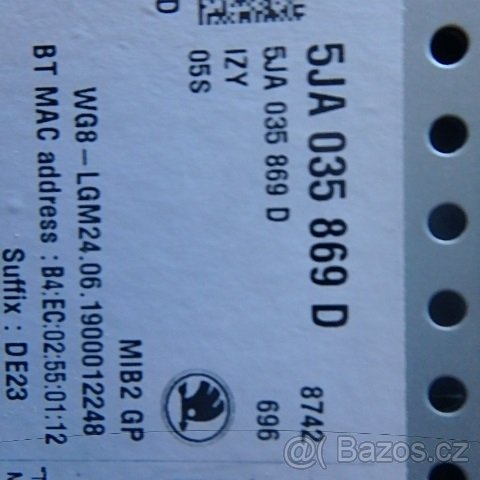 5JA 035 869 D 8742
5JA 035 869 D 696
IZY
05S
MIB2 GP
WG8-LGM24.06.1900012248
BT MAC address : B4:EC:02:55:01:12
Suffix : DE23
Bazos.cz